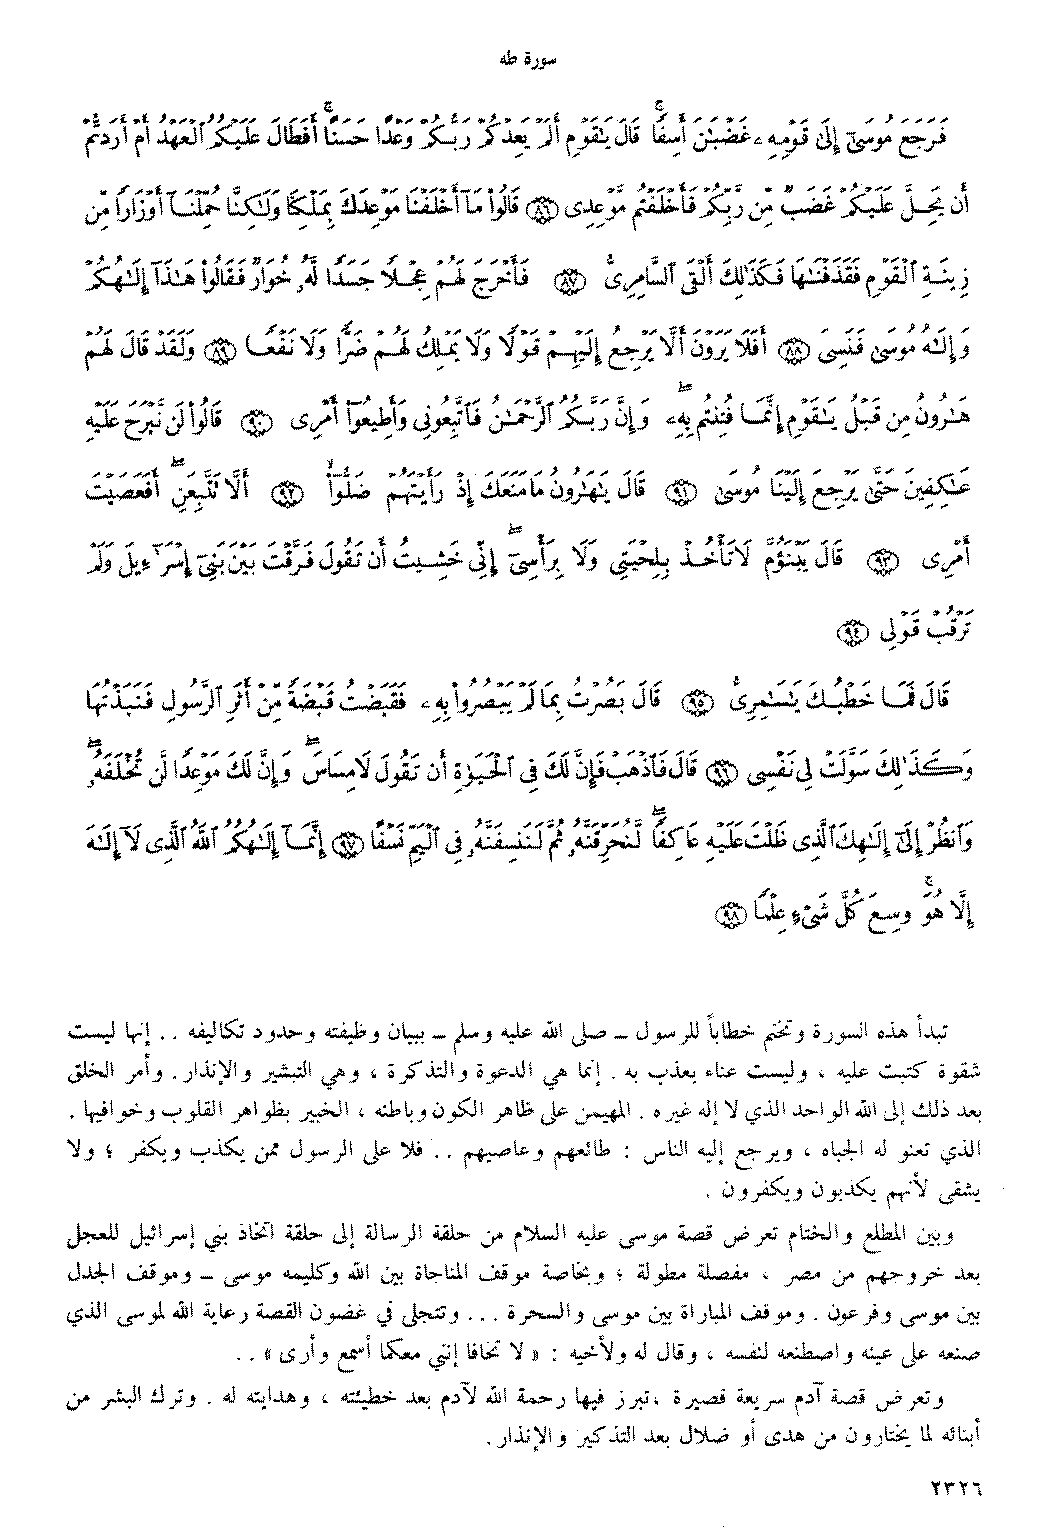 سورة طه
فَرَجَعَ مُوسَىٰٓ إِلَىٰ قَوْمِهِۦ غَضْبَٰنَ أَسِفًا ۚ قَالَ يَٰقَوْمِ أَلَمْ يَعِدْكُمْ رَبُّكُمْ وَعْدًا حَسَنًا ۚ أَفَطَالَ عَلَيْكُمُ ٱلْعَهْدُ أَمْ أَرَدتُّمْ
أَن يَحِلَّ عَلَيْكُمْ غَضَبٌ مِّن رَّبِّكُمْ فَأَخْلَفْتُم مَّوْعِدِى ٨٦ قَالُوا۟ مَآ أَخْلَفْنَا مَوْعِدَكَ بِمَلْكِنَا وَلَٰكِنَّا حُمِّلْنَآ أَوْزَارًا مِّن
زِينَةِ ٱلْقَوْمِ فَقَذَفْنَٰهَا فَكَذَٰلِكَ أَلْقَى ٱلسَّامِرِىُّ ٨٧ فَأَخْرَجَ لَهُمْ عِجْلًا جَسَدًا لَّهُۥ خُوَارٌ فَقَالُوا۟ هَٰذَآ إِلَٰهُكُمْ
وَإِلَٰهُ مُوسَىٰ فَنَسِىَ ٨٨ أَفَلَا يَرَوْنَ أَلَّا يَرْجِعُ إِلَيْهِمْ قَوْلًا وَلَا يَمْلِكُ لَهُمْ ضَرًّا وَلَا نَفْعًا ٨٩ وَلَقَدْ قَالَ لَهُمْ
هَٰرُونُ مِن قَبْلُ يَٰقَوْمِ إِنَّمَا فُتِنتُم بِهِۦ ۖ وَإِنَّ رَبَّكُمُ ٱلرَّحْمَٰنُ فَٱتَّبِعُونِى وَأَطِيعُوٓا۟ أَمْرِى ٩٠ قَالُوا۟ لَن نَّبْرَحَ عَلَيْهِ
عَٰكِفِينَ حَتَّىٰ يَرْجِعَ إِلَيْنَا مُوسَىٰ ٩١ قَالَ يَٰهَٰرُونُ مَا مَنَعَكَ إِذْ رَأَيْتَهُمْ ضَلُّوٓا۟ ٩٢ أَلَّا تَتَّبِعَنِ ۖ أَفَعَصَيْتَ
أَمْرِى ٩٣ قَالَ يَبْنَؤُمَّ لَا تَأْخُذْ بِلِحْيَتِى وَلَا بِرَأْسِىٓ ۖ إِنِّى خَشِيتُ أَن تَقُولَ فَرَّقْتَ بَيْنَ بَنِىٓ إِسْرَٰٓءِيلَ وَلَمْ
تَرْقُبْ قَوْلِى ٩٤
قَالَ فَمَا خَطْبُكَ يَٰسَٰمِرِىُّ ٩٥ قَالَ بَصُرْتُ بِمَا لَمْ يَبْصُرُوا۟ بِهِۦ فَقَبَضْتُ قَبْضَةً مِّنْ أَثَرِ ٱلرَّسُولِ فَنَبَذْتُهَا
وَكَذَٰلِكَ سَوَّلَتْ لِى نَفْسِى ٩٦ قَالَ فَٱذْهَبْ فَإِنَّ لَكَ فِى ٱلْحَيَوٰةِ أَن تَقُولَ لَا مِسَاسَ ۖ وَإِنَّ لَكَ مَوْعِدًا لَّن تُخْلَفَهُۥ ۖ
وَٱنظُرْ إِلَىٰٓ إِلَٰهِكَ ٱلَّذِى ظَلْتَ عَلَيْهِ عَاكِفًا ۖ لَّنُحَرِّقَنَّهُۥ ثُمَّ لَنَنسِفَنَّهُۥ فِى ٱلْيَمِّ نَسْفًا ٩٧ إِنَّمَآ إِلَٰهُكُمُ ٱللَّهُ ٱلَّذِى لَآ إِلَٰهَ
إِلَّا هُوَ ۚ وَسِعَ كُلَّ شَىْءٍ عِلْمًا ٩٨
تبدأ هذه السورة وتختم خطاباً للرسول – صلى الله عليه وسلم – ببيان وظيفته وحدود تكاليفه .. إنها ليست
شقوة كتبت عليه ، وليست عناء يعذب به . إنما هي الدعوة والتذكرة ، وهي التبشير والإنذار. وأمر الخلق
بعد ذلك إلى الله الواحد الذي لا إله غيره . المهيمن على ظاهر الكون وباطنه ، الخبير بظواهر القلوب وخوافيها .
الذي تعنو له الجباه ، ويرجع إليه الناس : طائعهم وعاصيهم .. فلا على الرسول ممن يكذب ويكفر ؛ ولا
يشقى لأنهم يكذبون ويكفرون .
وبين المطلع والختام تعرض قصة موسى عليه السلام من حلقة الرسالة إلى حلقة اتخاذ بني إسرائيل للعجل
بعد خروجهم من مصر ، مفصلة مطولة ؛ وبخاصة موقف المناجاة بين الله وكليمه موسى – وموقف الجدل
بين موسى وفرعون . وموقف المباراة بين موسى والسحرة ... وتتجلى في غضون القصة رعاية الله لموسى الذي
صنعه على عينه واصطنعه لنفسه ، وقال له ولأخيه : « لا تخافا إنني معكما أسمع وأرى » ..
وتعرض قصة آدم سريعة قصيرة ، تبرز فيها رحمة الله لآدم بعد خطيئته ، وهدايته له . وترك البشر من
أبنائه لما يختارون من هدى أو ضلال بعد التذكير والإنذار.
٢٣٢٦